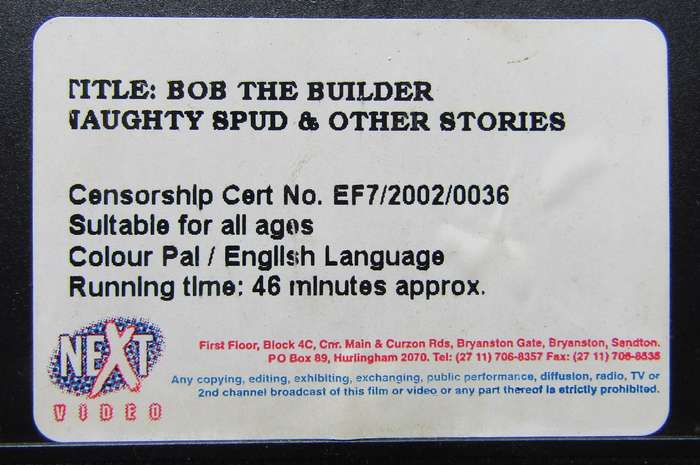 TITLE: BOB THE BUILDER
NAUGHTY SPUD & OTHER STORIES
Censorship Cert No. EF7/2002/0036
Suitable for all ages
Colour Pal / English Language
Running time: 46 minutes approx.
NEXT
VIDEO
First Floor, Block 4C, Cnr. Main & Curzon Rds, Bryanston Gate, Bryanston, Sandton.
PO Box 89, Hurlingham 2070. Tel: (27 11) 706-8357 Fax: (27 11) 706-8535
Any copying, editing, exhibiting, exchanging, public performance, diffusion, radio, TV or
2nd channel broadcast of this film or video or any part thereof is strictly prohibited.